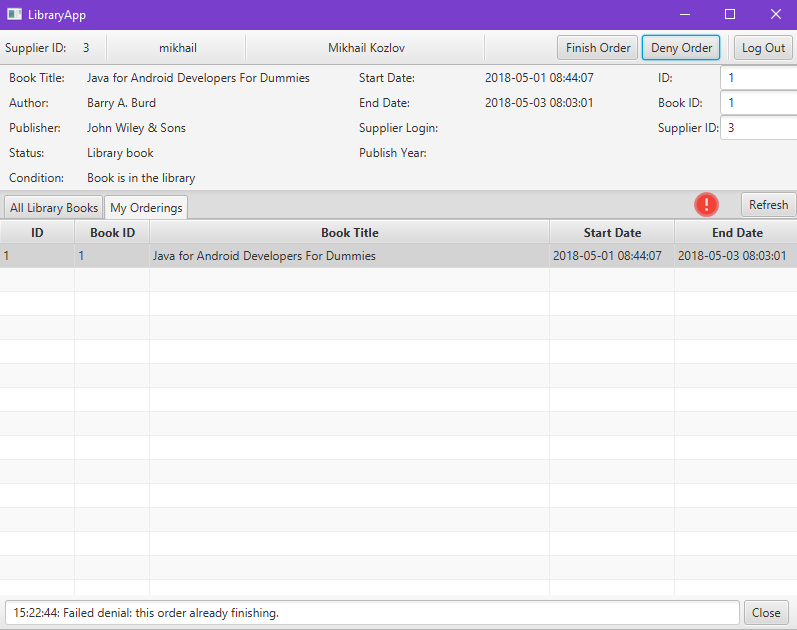 LibraryApp
Supplier ID: 3 mikhail Mikhail Kozlov Finish Order Deny Order Log Out
Book Title: Java for Android Developers For Dummies Start Date: 2018-05-01 08:44:07 ID: 1
Author: Barry A. Burd End Date: 2018-05-03 08:03:01 Book ID: 1
Publisher: John Wiley & Sons Supplier Login: Supplier ID: 3
Status: Library book Publish Year:
Condition: Book is in the library
All Library Books My Orderings ! Refresh
ID Book ID Book Title Start Date End Date
1 1 Java for Android Developers For Dummies 2018-05-01 08:44:07 2018-05-03 08:03:01
15:22:44: Failed denial: this order already finishing. Close